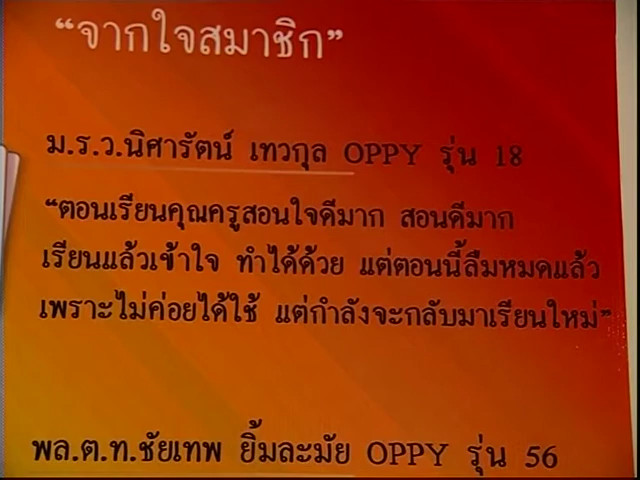 “จากใจสมาชิก”
ม.ร.ว.นิศารัตน์ เทวกุล OPPY รุ่น 18
“ตอนเรียนคุณครูสอนใจดีมาก สอนดีมาก
เรียนแล้วเข้าใจ ทำได้ด้วย แต่ตอนนี้ลืมหมดแล้ว
เพราะไม่ค่อยได้ใช้ แต่กำลังจะกลับมาเรียนใหม่”
พล.ต.ท.ชัยเทพ ยิ้มละมัย OPPY รุ่น 56